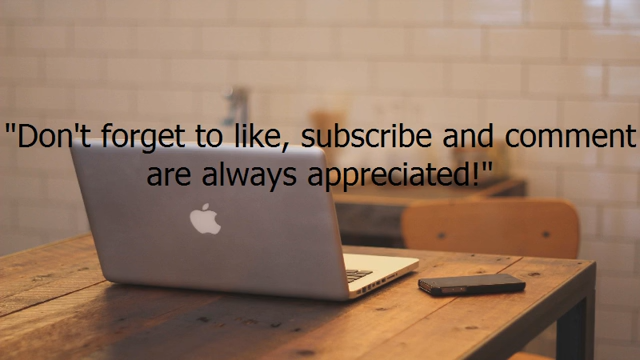 "Don't forget to like, subscribe and comment
are always appreciated!"